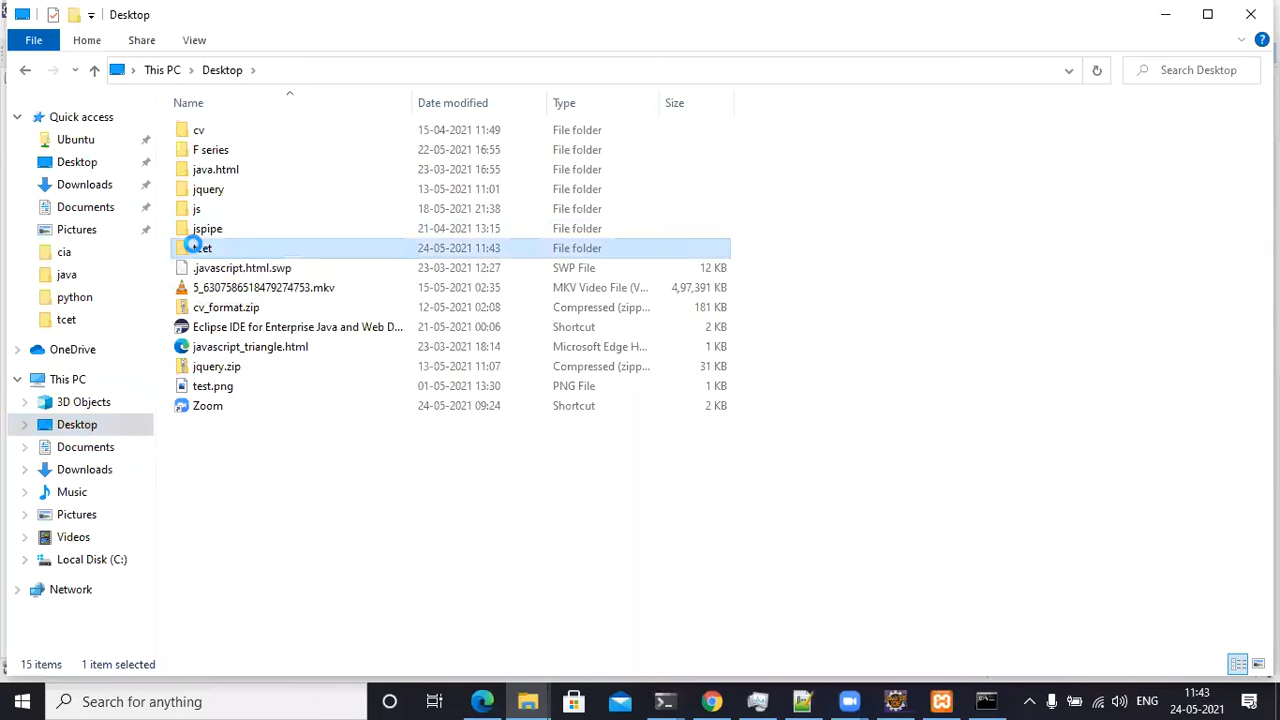 Desktop
File Home Share View
This PC Desktop Search Desktop
Name Date modified Type Size
Quick access
Ubuntu
Desktop
Downloads
Documents
Pictures
cia
java
python
tcet
OneDrive
This PC
3D Objects
Desktop
Documents
Downloads
Music
Pictures
Videos
Local Disk (C:)
Network
cv 15-04-2021 11:49 File folder
F series 22-05-2021 16:55 File folder
java.html 23-03-2021 16:55 File folder
jquery 13-05-2021 11:01 File folder
js 18-05-2021 21:38 File folder
jspipe 21-04-2021 13:15 File folder
tcet 24-05-2021 11:43 File folder
.javascript.html.swp 23-03-2021 12:27 SWP File 12 KB
5_6307586518479274753.mkv 15-05-2021 02:35 MKV Video File (V... 4,97,391 KB
cv_format.zip 12-05-2021 02:08 Compressed (zipp... 181 KB
Eclipse IDE for Enterprise Java and Web D... 21-05-2021 00:06 Shortcut 2 KB
javascript_triangle.html 23-03-2021 18:14 Microsoft Edge H... 1 KB
jquery.zip 13-05-2021 11:07 Compressed (zipp... 31 KB
test.png 01-05-2021 13:30 PNG File 1 KB
Zoom 24-05-2021 09:24 Shortcut 2 KB
15 items 1 item selected
Search for anything
ENG
11:43
24-05-2021